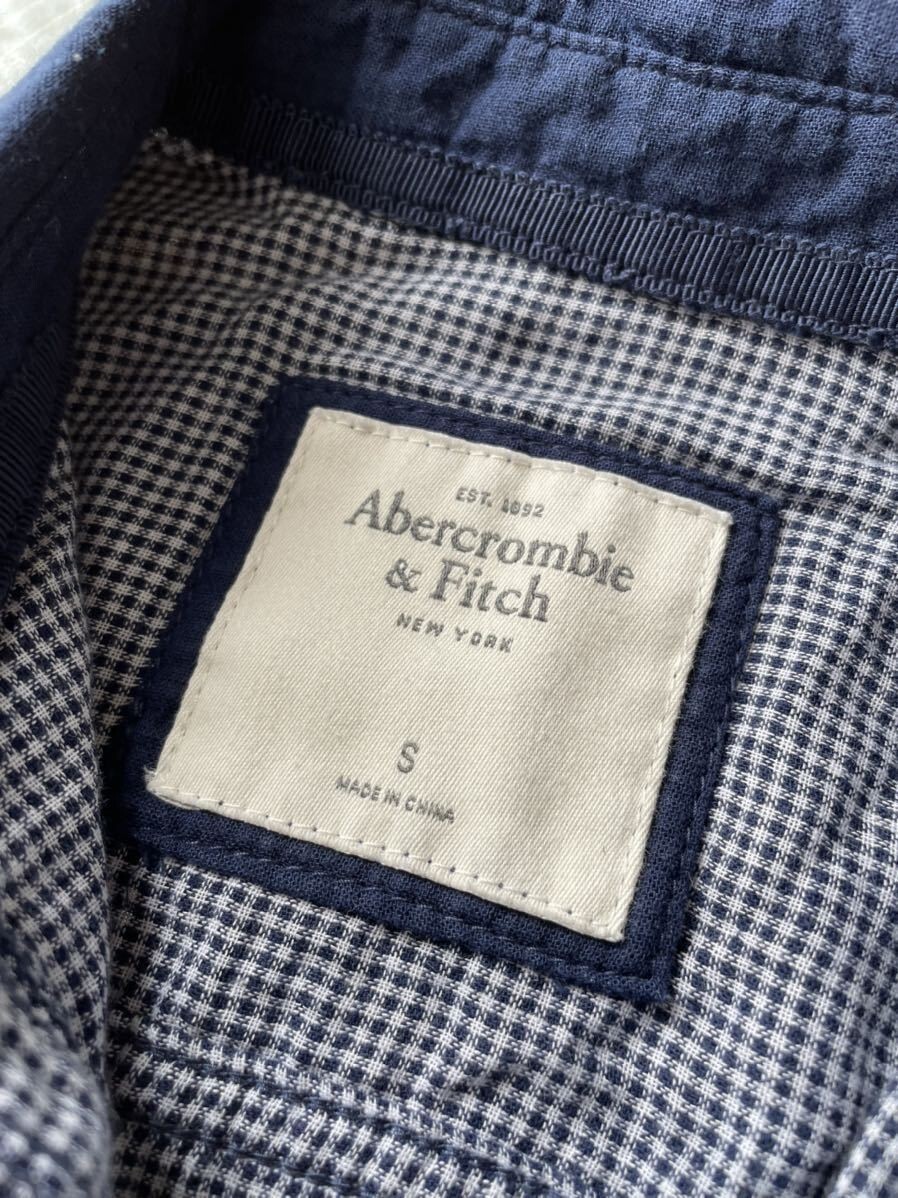 EST. 1892
Abercrombie
& Fitch
NEW YORK
S
MADE IN CHINA